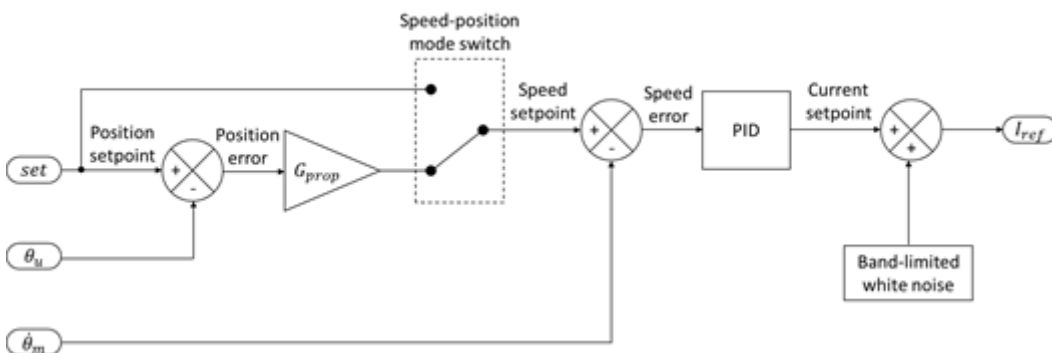 Speed-position
mode switch
Position
setpoint
Position
error
Speed
setpoint
Speed
error
Current
setpoint
set
+
-
G_prop
+
-
PID
+
+
I_ref
θ_u
Band-limited
white noise
θ̇_m